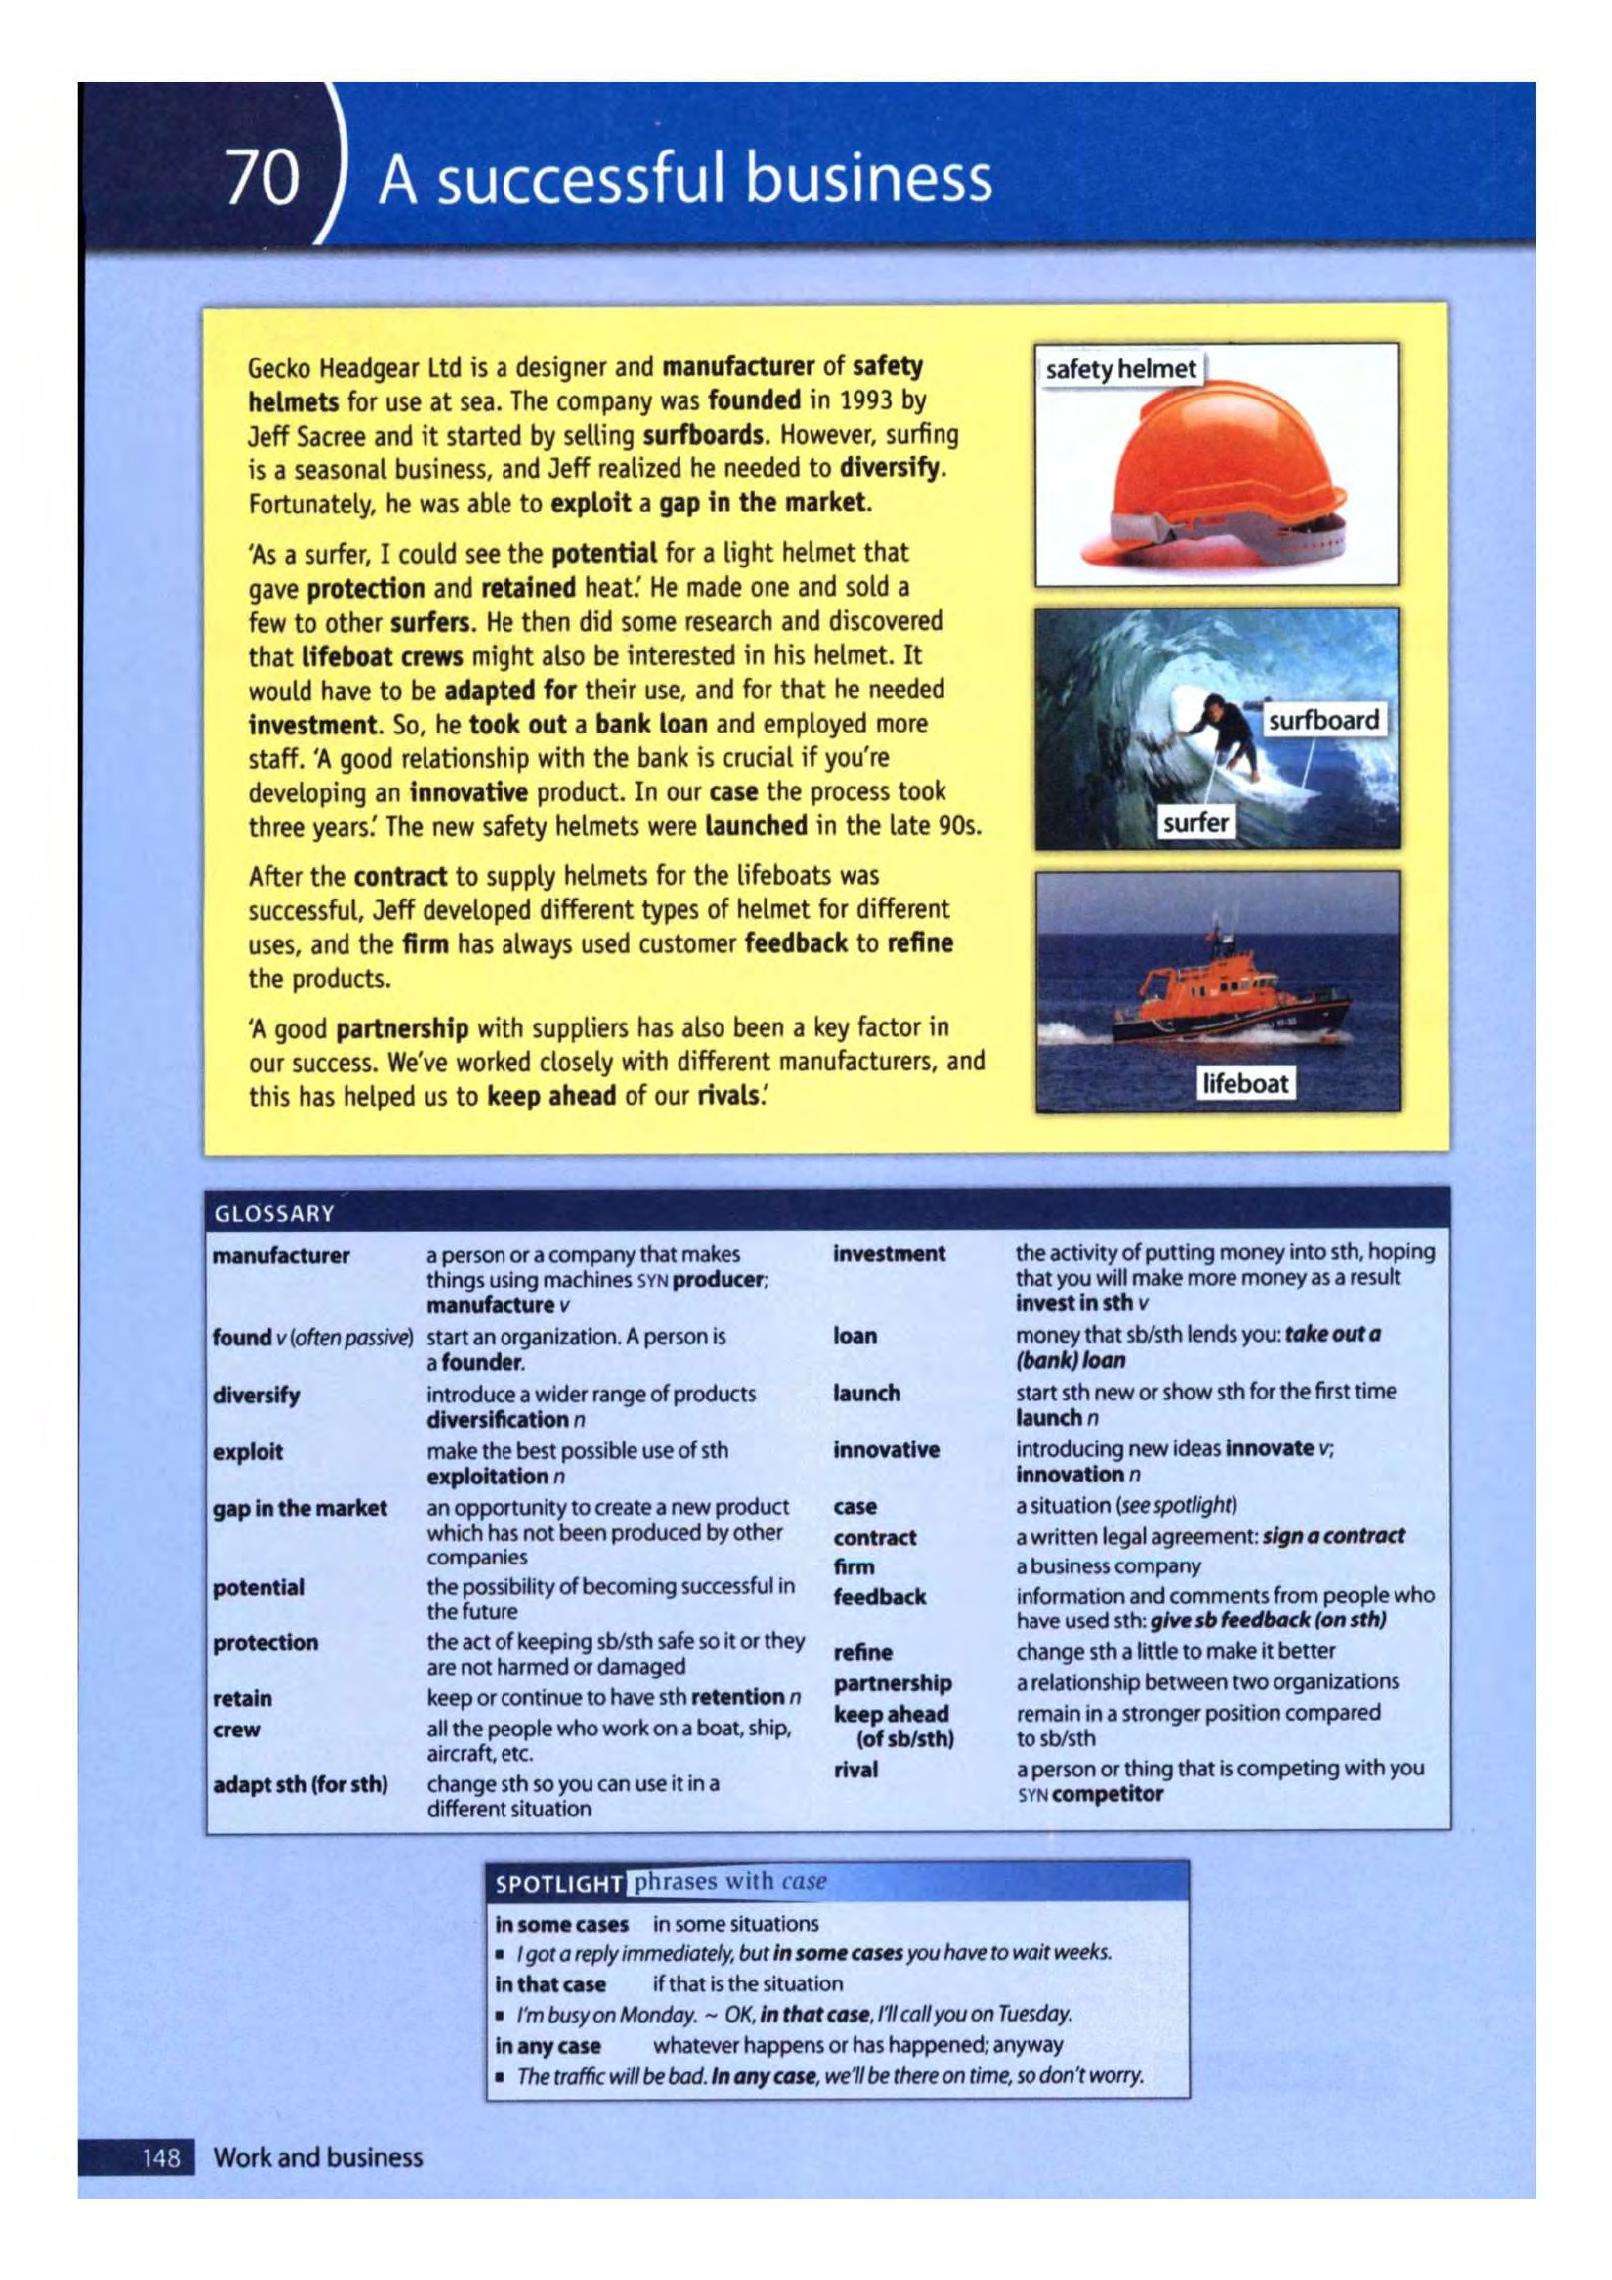 70 A successful business
Gecko Headgear Ltd is a designer and manufacturer of safety
helmets for use at sea. The company was founded in 1993 by
Jeff Sacree and it started by selling surfboards. However, surfing
is a seasonal business, and Jeff realized he needed to diversify.
Fortunately, he was able to exploit a gap in the market.
'As a surfer, I could see the potential for a light helmet that
gave protection and retained heat.' He made one and sold a
few to other surfers. He then did some research and discovered
that lifeboat crews might also be interested in his helmet. It
would have to be adapted for their use, and for that he needed
investment. So, he took out a bank loan and employed more
staff. 'A good relationship with the bank is crucial if you're
developing an innovative product. In our case the process took
three years.' The new safety helmets were launched in the late 90s.
After the contract to supply helmets for the lifeboats was
successful, Jeff developed different types of helmet for different
uses, and the firm has always used customer feedback to refine
the products.
'A good partnership with suppliers has also been a key factor in
our success. We've worked closely with different manufacturers, and
this has helped us to keep ahead of our rivals.'
safety helmet
surfboard
surfer
lifeboat
GLOSSARY
manufacturer a person or a company that makes
things using machines SYN producer;
manufacture v
found v (often passive) start an organization. A person is
a founder.
diversify introduce a wider range of products
diversification n
exploit make the best possible use of sth
exploitation n
gap in the market an opportunity to create a new product
which has not been produced by other
companies
potential the possibility of becoming successful in
the future
protection the act of keeping sb/sth safe so it or they
are not harmed or damaged
retain keep or continue to have sth retention n
crew all the people who work on a boat, ship,
aircraft, etc.
adapt sth (for sth) change sth so you can use it in a
different situation
investment the activity of putting money into sth, hoping
that you will make more money as a result
invest in sth v
loan money that sb/sth lends you: take out a
(bank) loan
launch start sth new or show sth for the first time
launch n
innovative introducing new ideas innovate v;
innovation n
case a situation (see spotlight)
contract a written legal agreement: sign a contract
firm a business company
feedback information and comments from people who
have used sth: give sb feedback (on sth)
refine change sth a little to make it better
partnership a relationship between two organizations
keep ahead remain in a stronger position compared
(of sb/sth) to sb/sth
rival a person or thing that is competing with you
SYN competitor
SPOTLIGHT phrases with case
in some cases in some situations
▪ I got a reply immediately, but in some cases you have to wait weeks.
in that case if that is the situation
▪ I'm busy on Monday. ~ OK, in that case, I'll call you on Tuesday.
in any case whatever happens or has happened; anyway
▪ The traffic will be bad. In any case, we'll be there on time, so don't worry.
148 Work and business